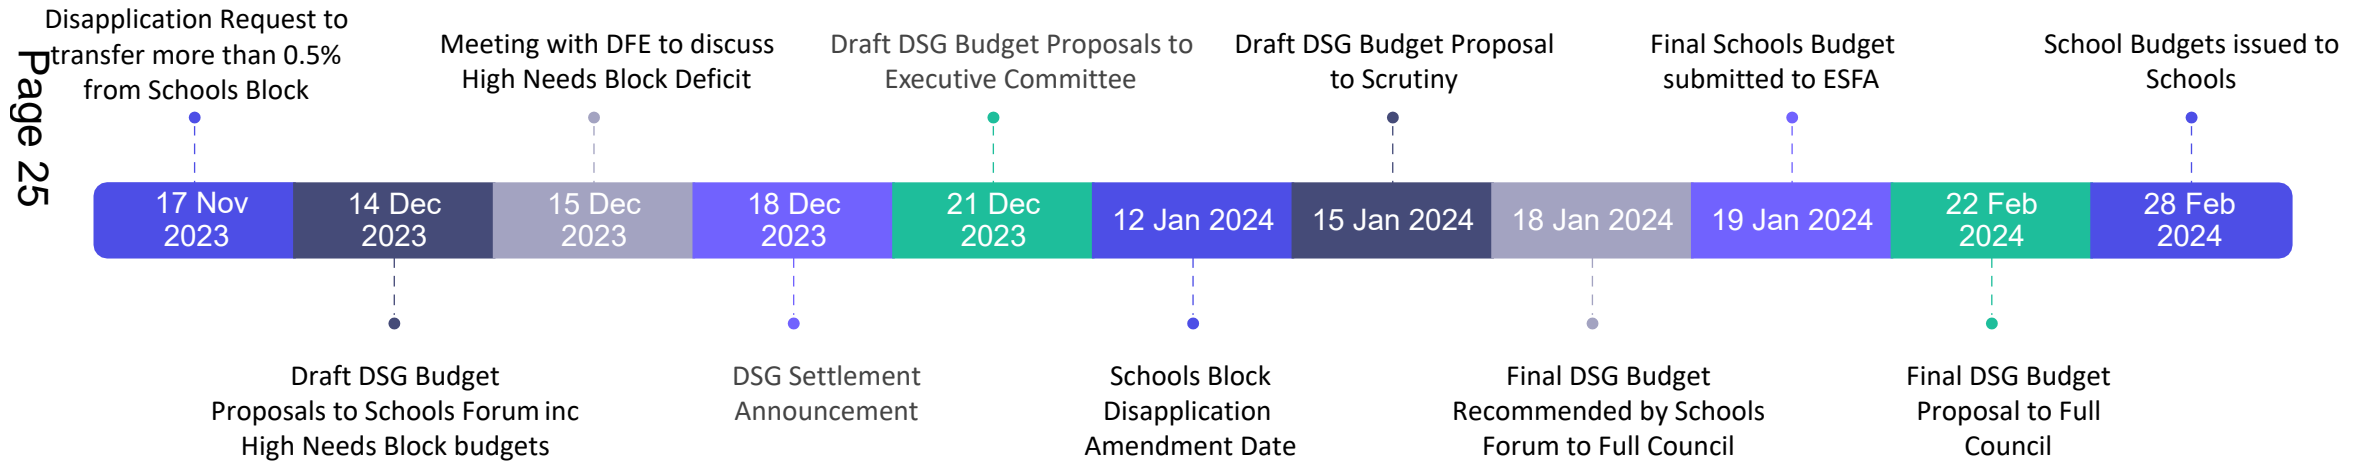 Page 25
Disapplication Request to
transfer more than 0.5%
from Schools Block
Meeting with DFE to discuss
High Needs Block Deficit
Draft DSG Budget Proposals to
Executive Committee
Draft DSG Budget Proposal
to Scrutiny
Final Schools Budget
submitted to ESFA
School Budgets issued to
Schools
17 Nov
2023
14 Dec
2023
15 Dec
2023
18 Dec
2023
21 Dec
2023
12 Jan 2024
15 Jan 2024
18 Jan 2024
19 Jan 2024
22 Feb
2024
28 Feb
2024
Draft DSG Budget
Proposals to Schools Forum inc
High Needs Block budgets
DSG Settlement
Announcement
Schools Block
Disapplication
Amendment Date
Final DSG Budget
Recommended by Schools
Forum to Full Council
Final DSG Budget
Proposal to Full
Council